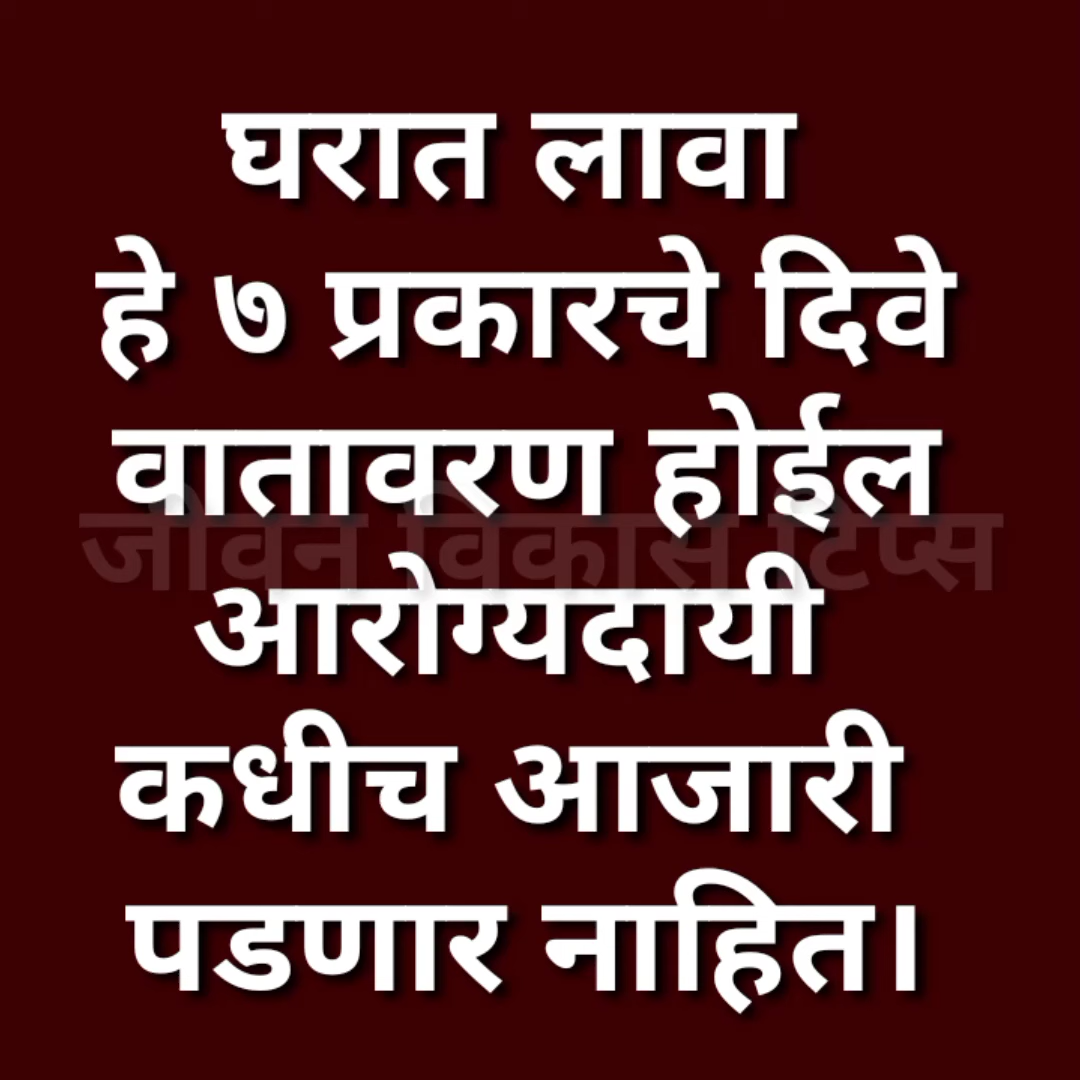 घरात लावा
हे ७ प्रकारचे दिवे
वातावरण होईल
जीवन विकास टिप्स
आरोग्यदायी
कधीच आजारी
पडणार नाहित।